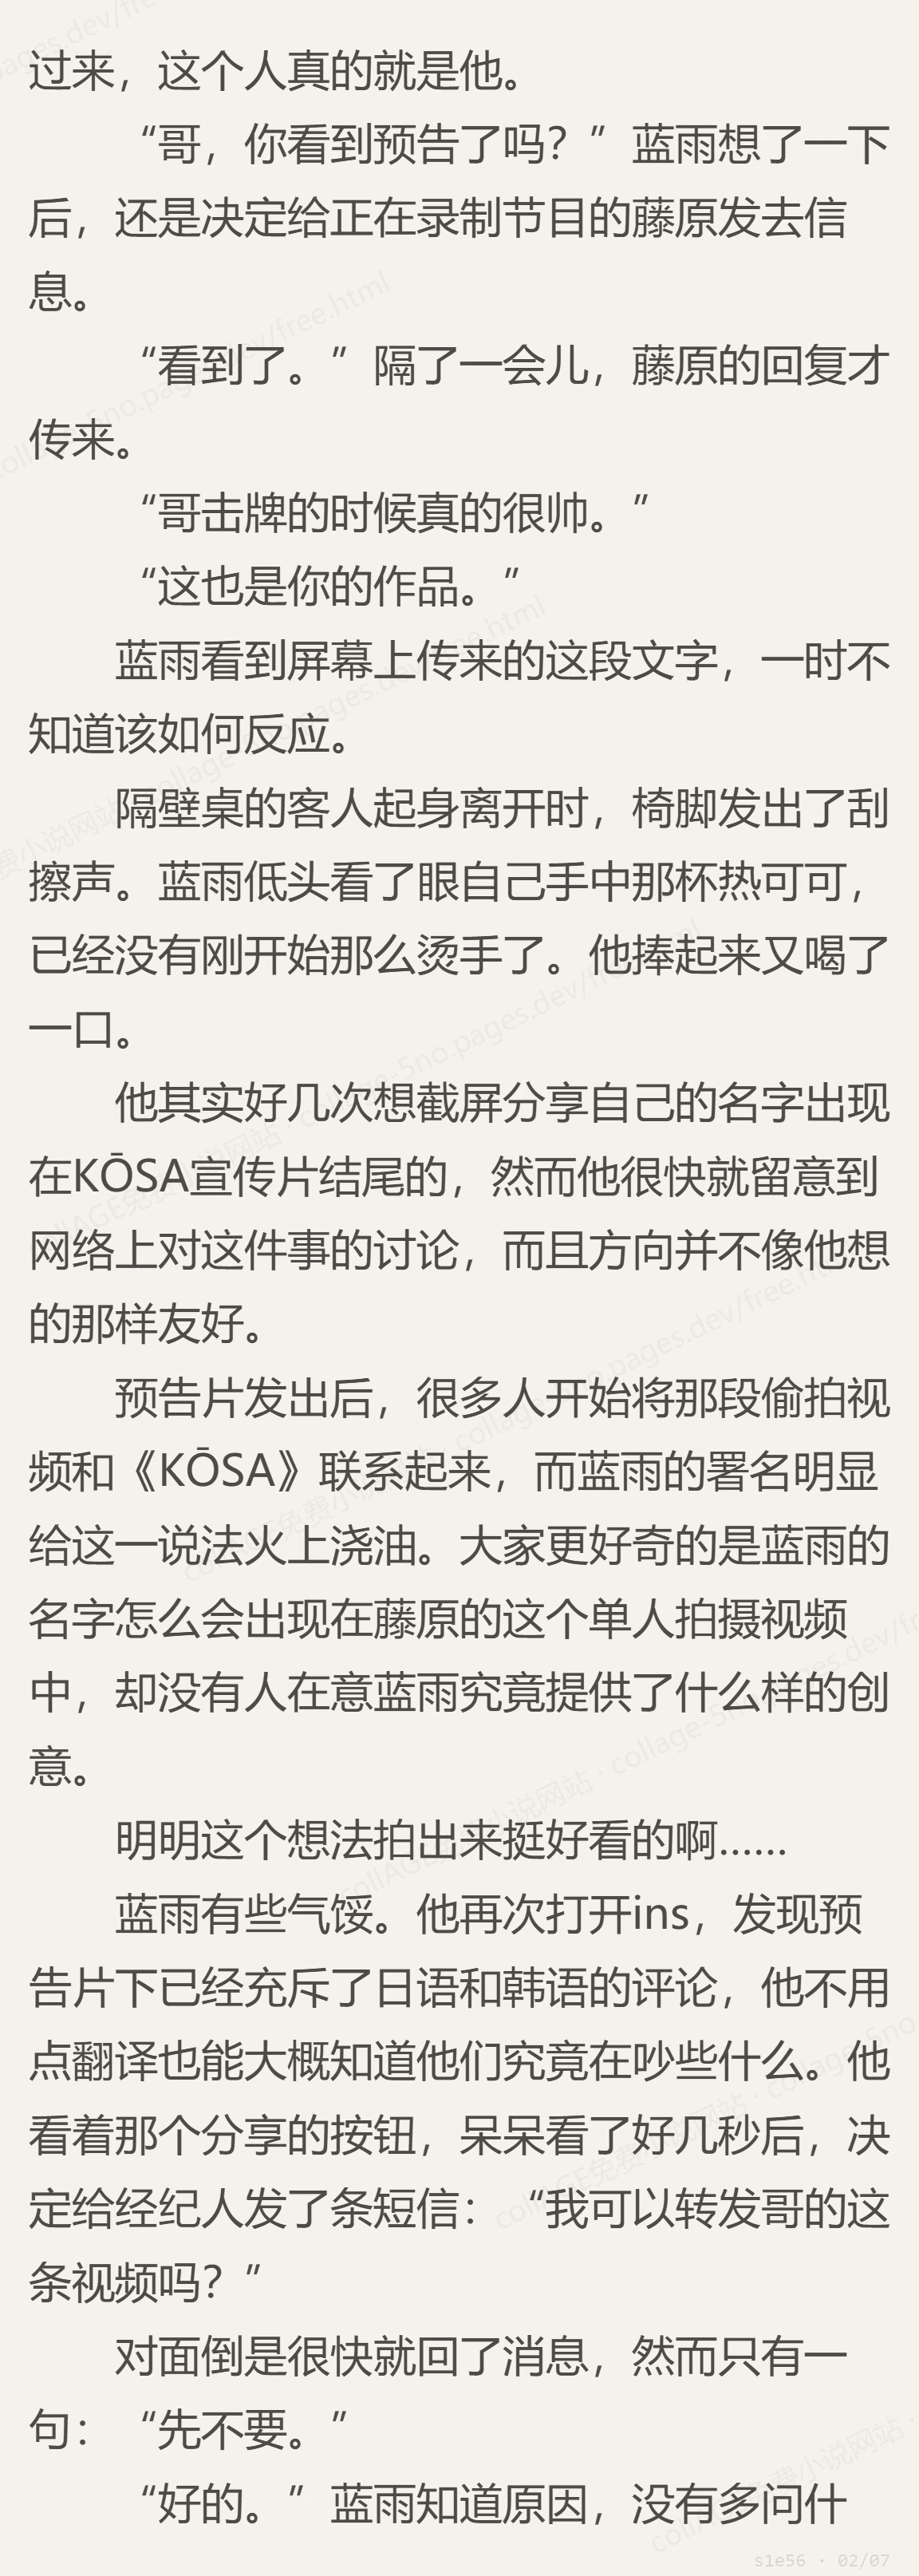 过来，这个人真的就是他。
“哥，你看到预告了吗？”蓝雨想了一下
后，还是决定给正在录制节目的藤原发去信
息。
“看到了。”隔了一会儿，藤原的回复才
传来。
“哥击牌的时候真的很帅。”
“这也是你的作品。”
蓝雨看到屏幕上传来的这段文字，一时不
知道该如何反应。
隔壁桌的客人起身离开时，椅脚发出了刮
擦声。蓝雨低头看了眼自己手中那杯热可可，
已经没有刚开始那么烫手了。他捧起来又喝了
一口。
他其实好几次想截屏分享自己的名字出现
在KŌSA宣传片结尾的，然而他很快就留意到
网络上对这件事的讨论，而且方向并不像他想
的那样友好。
预告片发出后，很多人开始将那段偷拍视
频和《KŌSA》联系起来，而蓝雨的署名明显
给这一说法火上浇油。大家更好奇的是蓝雨的
名字怎么会出现在藤原的这个单人拍摄视频
中，却没有人在意蓝雨究竟提供了什么样的创
意。
明明这个想法拍出来挺好看的啊……
蓝雨有些气馁。他再次打开ins，发现预
告片下已经充斥了日语和韩语的评论，他不用
点翻译也能大概知道他们究竟在吵些什么。他
看着那个分享的按钮，呆呆看了好几秒后，决
定给经纪人发了条短信：“我可以转发哥的这
条视频吗？”
对面倒是很快就回了消息，然而只有一
句：“先不要。”
“好的。”蓝雨知道原因，没有多问什
s1e56 · 02/07
collAGE免费小说网站 · collage-5no.pages.dev/free.html